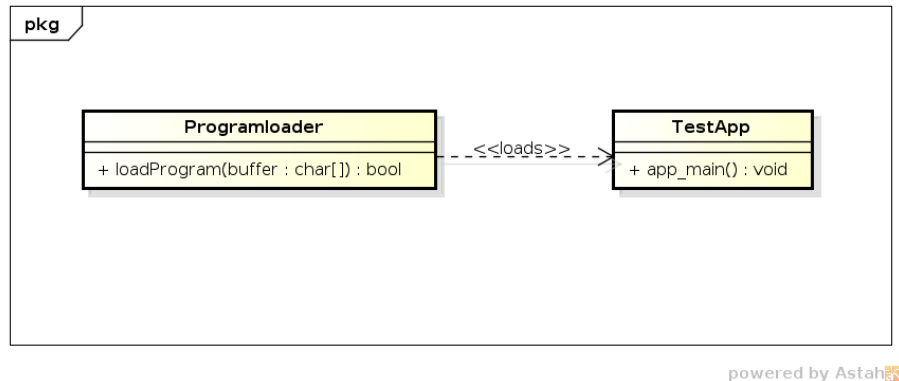 pkg
Programloader
+ loadProgram(buffer : char[]) : bool
<<loads>>
TestApp
+ app_main() : void
powered by Astah